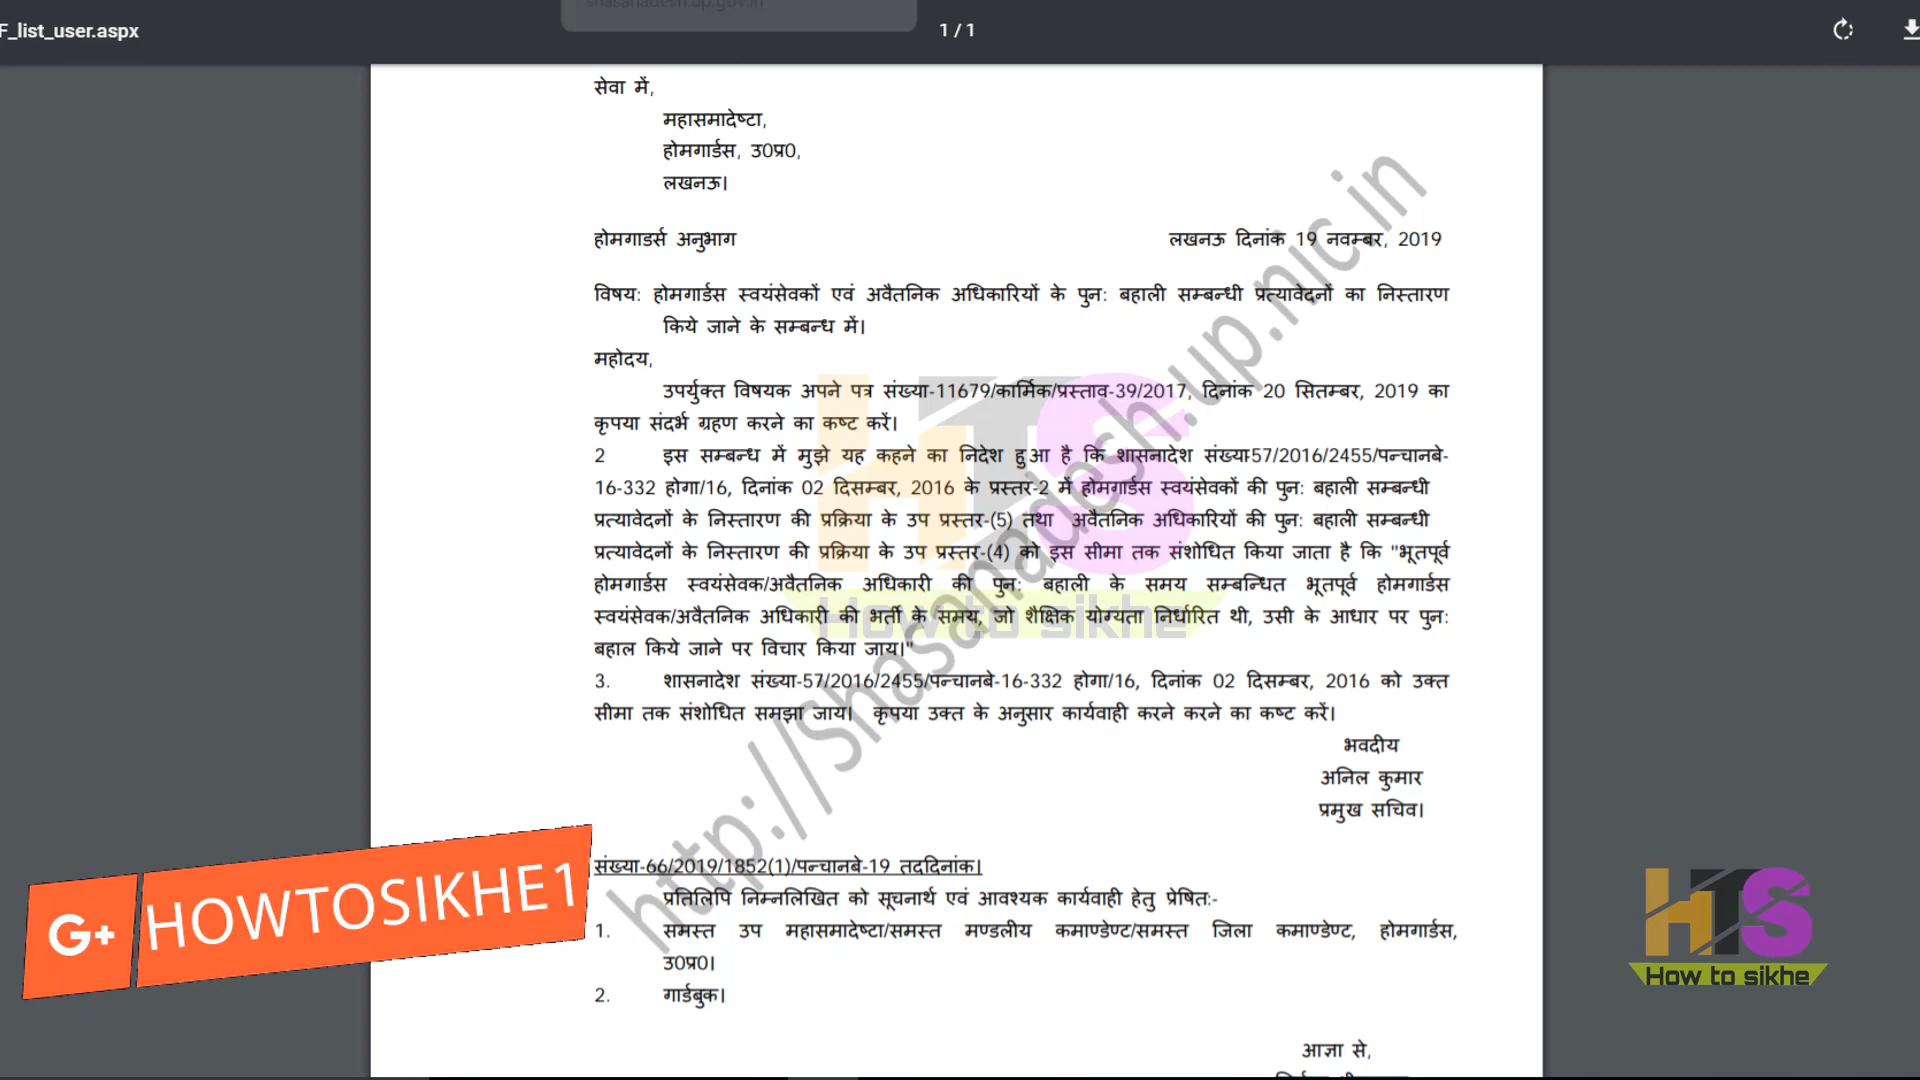 shasanadesh.up.gov.in
F_list_user.aspx
1 / 1
सेवा में,
महासमादेष्टा,
होमगार्डस, उ0प्र0,
लखनऊ।
होमगाडर्स अनुभाग
लखनऊ दिनांक 19 नवम्बर, 2019
विषय: होमगार्डस स्वयंसेवकों एवं अवैतनिक अधिकारियों के पुन: बहाली सम्बन्धी प्रत्यावेदनों का निस्तारण
किये जाने के सम्बन्ध में।
महोदय,
उपर्युक्त विषयक अपने पत्र संख्या-11679/कार्मिक/प्रस्ताव-39/2017, दिनांक 20 सितम्बर, 2019 का
कृपया संदर्भ ग्रहण करने का कष्ट करें।
2 इस सम्बन्ध में मुझे यह कहने का निदेश हुआ है कि शासनादेश संख्या-57/2016/2455/पन्चानबे-
16-332 होगा/16, दिनांक 02 दिसम्बर, 2016 के प्रस्तर-2 में होमगार्डस स्वयंसेवकों की पुन: बहाली सम्बन्धी
प्रत्यावेदनों के निस्तारण की प्रक्रिया के उप प्रस्तर-(5) तथा अवैतनिक अधिकारियों की पुन: बहाली सम्बन्धी
प्रत्यावेदनों के निस्तारण की प्रक्रिया के उप प्रस्तर-(4) को इस सीमा तक संशोधित किया जाता है कि "भूतपूर्व
होमगार्डस स्वयंसेवक/अवैतनिक अधिकारी की पुन: बहाली के समय सम्बन्धित भूतपूर्व होमगार्डस
स्वयंसेवक/अवैतनिक अधिकारी की भर्ती के समय, जो शैक्षिक योग्यता निर्धारित थी, उसी के आधार पर पुन:
बहाल किये जाने पर विचार किया जाय।"
3. शासनादेश संख्या-57/2016/2455/पन्चानबे-16-332 होगा/16, दिनांक 02 दिसम्बर, 2016 को उक्त
सीमा तक संशोधित समझा जाय। कृपया उक्त के अनुसार कार्यवाही करने करने का कष्ट करें।
भवदीय
अनिल कुमार
प्रमुख सचिव।
संख्या-66/2019/1852(1)/पन्चानबे-19 तददिनांक।
प्रतिलिपि निम्नलिखित को सूचनार्थ एवं आवश्यक कार्यवाही हेतु प्रेषित:-
1. समस्त उप महासमादेष्टा/समस्त मण्डलीय कमाण्डेण्ट/समस्त जिला कमाण्डेण्ट, होमगार्डस,
उ0प्र0।
2. गार्डबुक।
आज्ञा से,
http://Shasanadesh.up.nic.in
HTS
How to sikhe
G+ HOWTOSIKHE1
HTS
How to sikhe